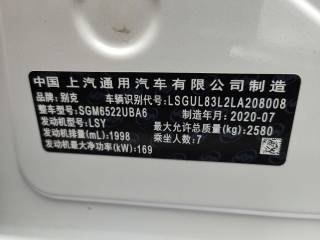 中国 上汽通用汽车有限公司制造
品牌:别克 车辆识别代号:LSGUL83L2LA208008
整车型号:SGM6522UBA6 制造年月:2020-07
发动机型号:LSY 最大允许总质量(kg):2580
发动机排量(mL):1998 乘坐人数:7
发动机最大净功率(kW):169